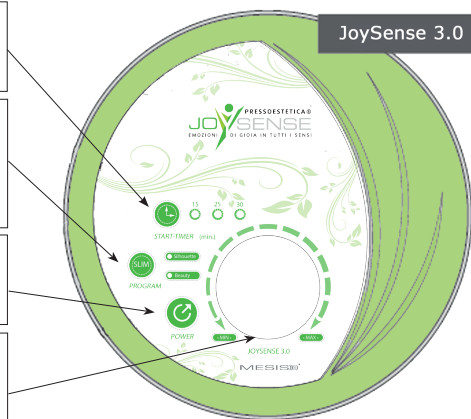 JoySense 3.0
PRESSOESTETICA®
JOYSENSE
EMOZIONI DI GIOIA IN TUTTI I SENSI
15 25 30
START-TIMER (min.)
SLIM
Silhouette
Beauty
PROGRAM
POWER
- MIN - - MAX -
JOYSENSE 3.0
MESIS®